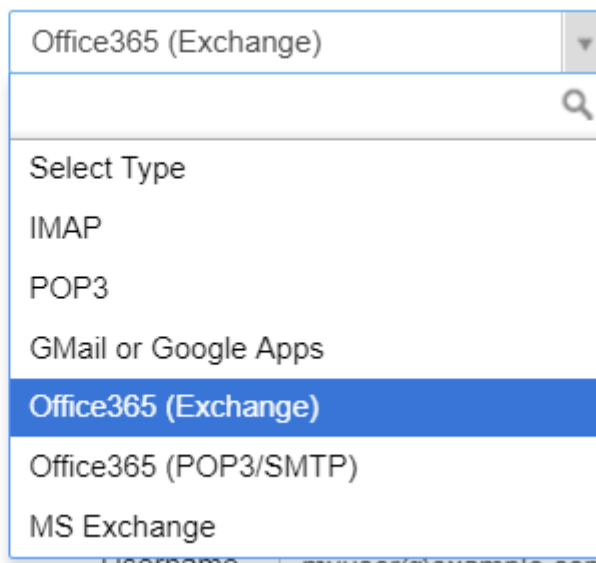 Office365 (Exchange)
Select Type
IMAP
POP3
GMail or Google Apps
Office365 (Exchange)
Office365 (POP3/SMTP)
MS Exchange